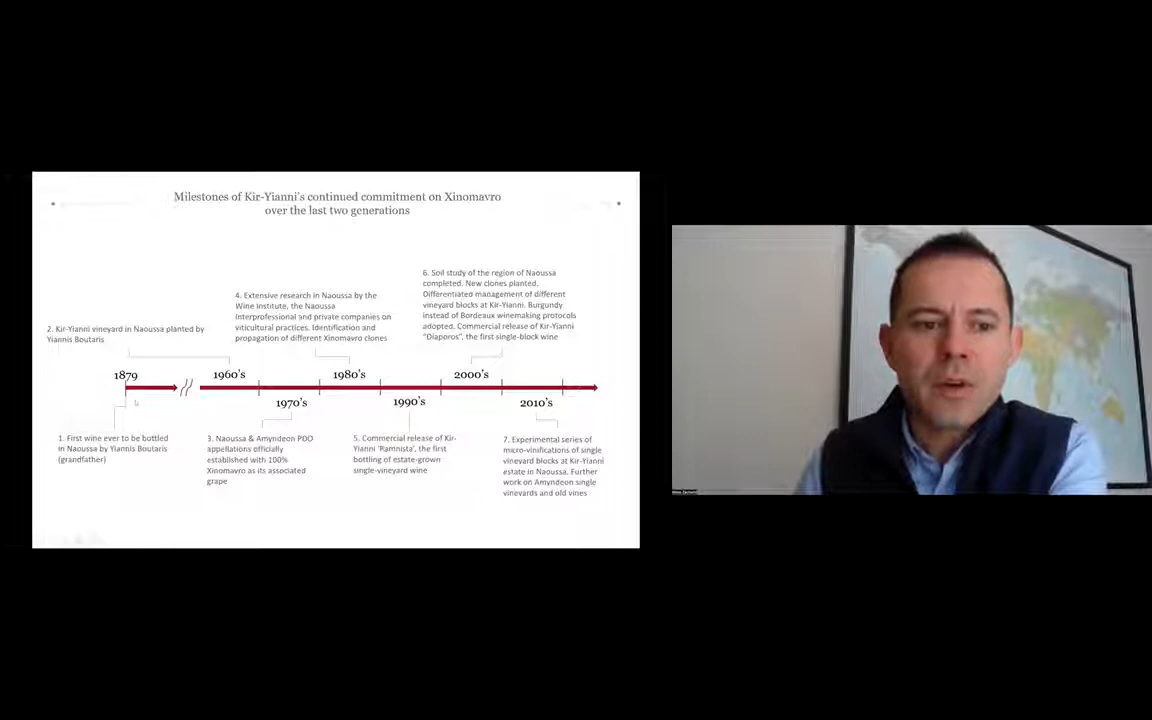 Milestones of Kir-Yianni's continued commitment on Xinomavro
over the last two generations
6. Soil study of the region of Naoussa
completed. New clones planted.
Differentiated management of different
vineyard blocks at Kir-Yianni. Burgundy
instead of Bordeaux winemaking protocols
adopted. Commercial release of Kir-Yianni
"Diaporos", the first single-block wine
4. Extensive research in Naoussa by the
Wine Institute, the Naoussa
Interprofessional and private companies on
viticultural practices. Identification and
propagation of different Xinomavro clones
2. Kir-Yianni vineyard in Naoussa planted by
Yiannis Boutaris
1879
1960's
1980's
2000's
1970's
1990's
2010's
1. First wine ever to be bottled
in Naoussa by Yiannis Boutaris
(grandfather)
3. Naoussa & Amyndeon PDO
appellations officially
established with 100%
Xinomavro as its associated
grape
5. Commercial release of Kir-
Yianni 'Ramnista', the first
bottling of estate-grown
single-vineyard wine
7. Experimental series of
micro-vinifications of single
vineyard blocks at Kir-Yianni
estate in Naoussa. Further
work on Amyndeon single
vineyards and old vines